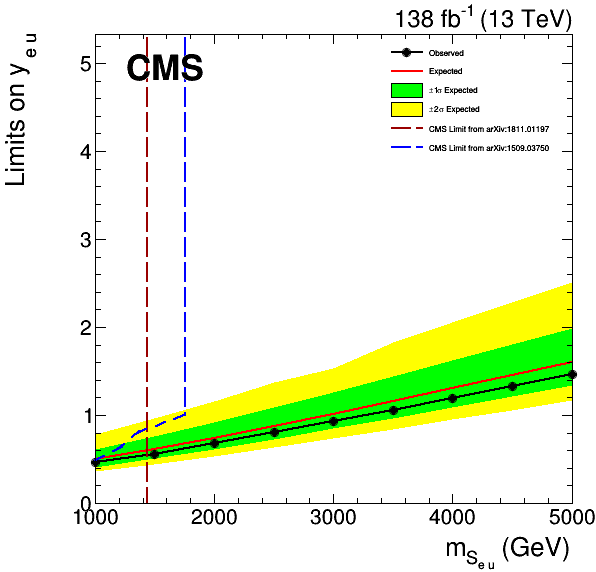 138 fb⁻¹ (13 TeV)
CMS
Observed
Expected
±1σ Expected
±2σ Expected
CMS Limit from arXiv:1811.01197
CMS Limit from arXiv:1509.03750
Limits on y e u
5
4
3
2
1
0
1000 2000 3000 4000 5000
m S e u (GeV)